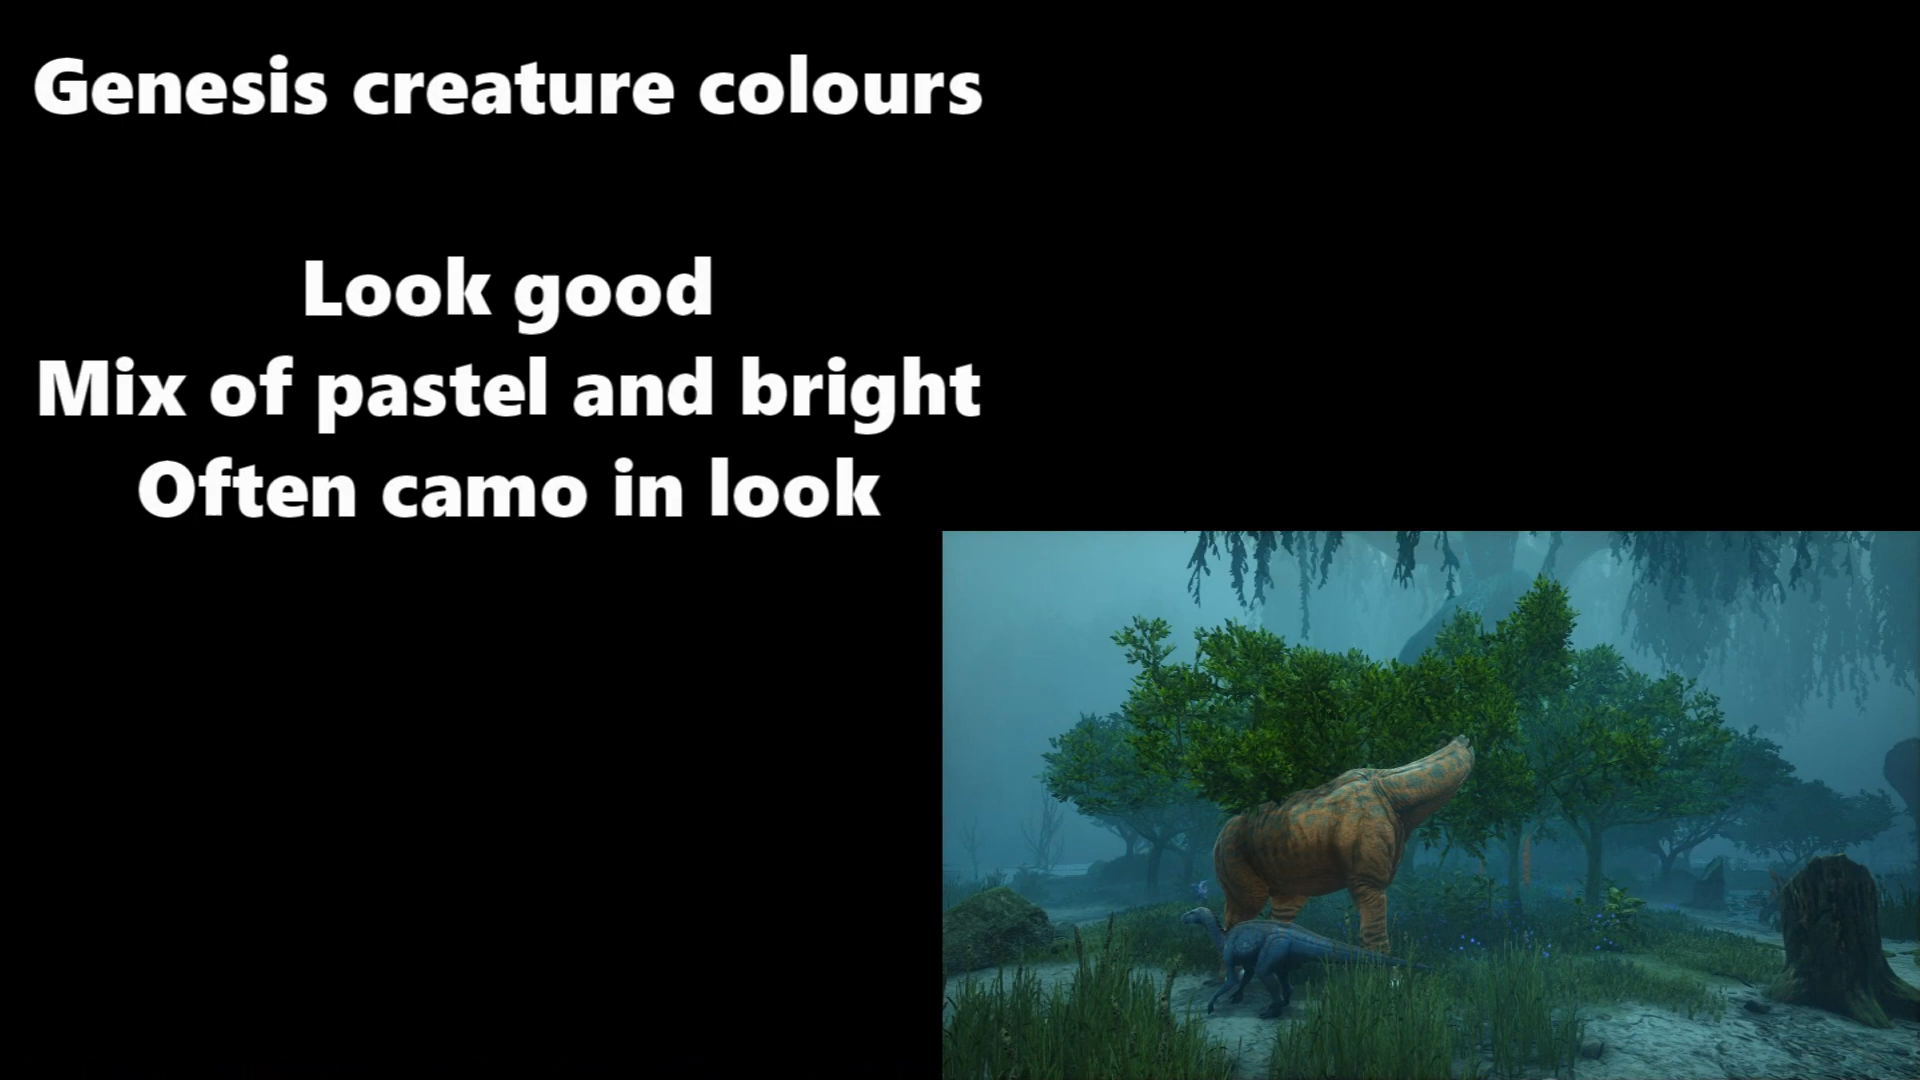 Genesis creature colours
Look good
Mix of pastel and bright
Often camo in look